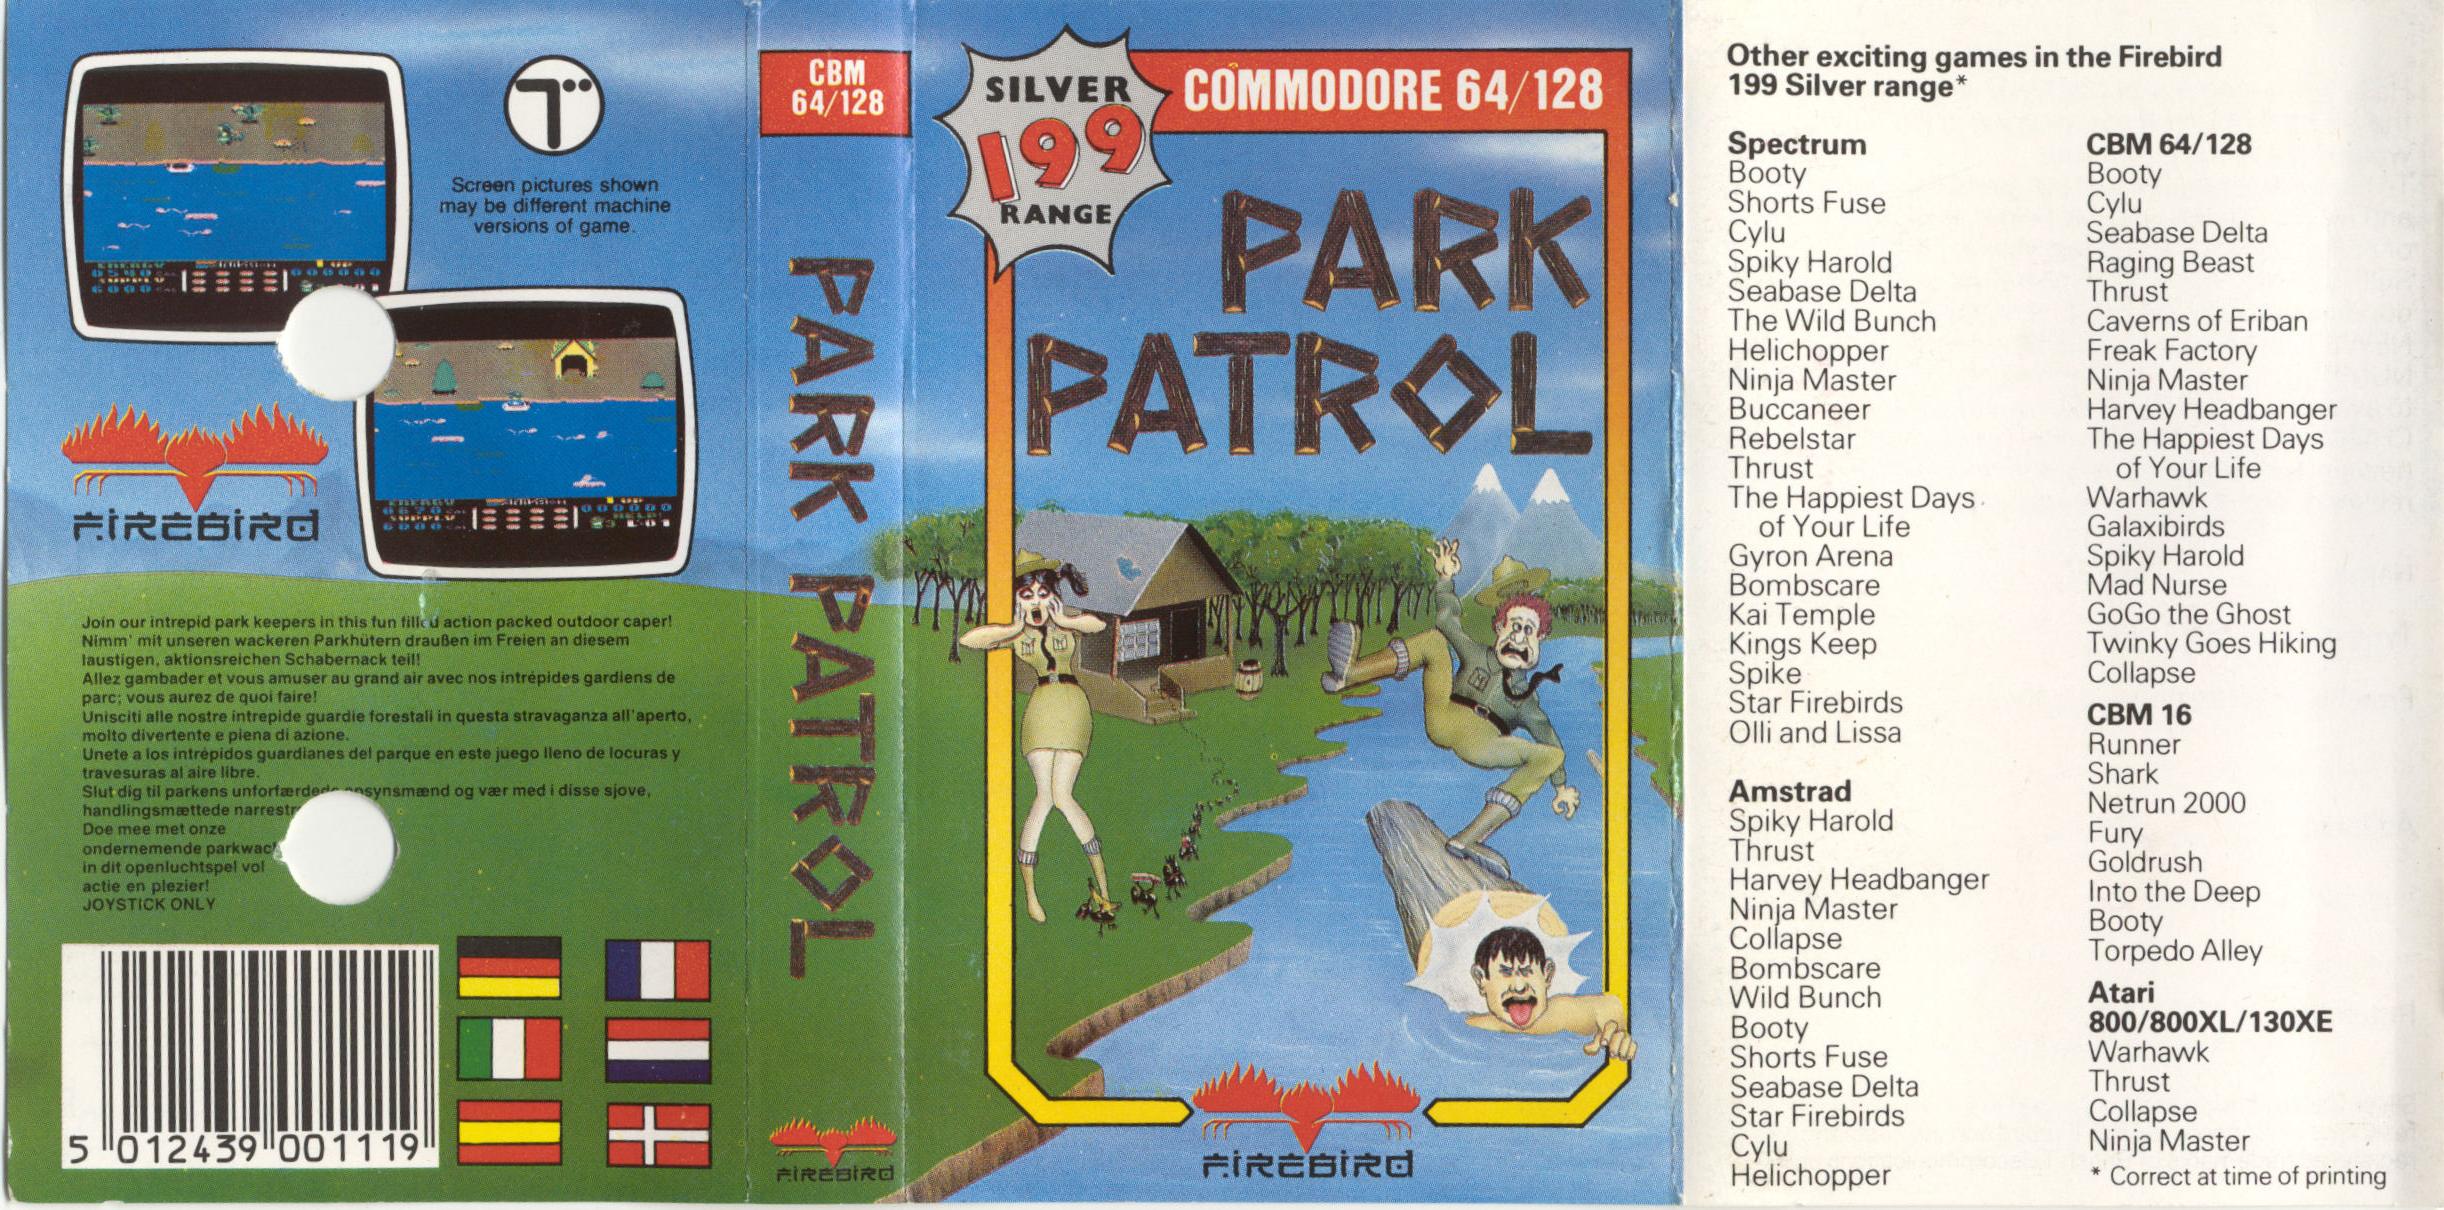 Screen pictures shown
may be different machine
versions of game.
FIREBIRD
Join our intrepid park keepers in this fun filled action packed outdoor caper!
Nimm' mit unseren wackeren Parkhütern draußen im Freien an diesem
laustigen, aktionsreichen Schabernack teil!
Allez gambader et vous amuser au grand air avec nos intrépides gardiens de
parc; vous aurez de quoi faire!
Unisciti alle nostre intrepide guardie forestali in questa stravaganza all'aperto,
molto divertente e piena di azione.
Unete a los intrépidos guardianes del parque en este juego lleno de locuras y
travesuras al aire libre.
Slut dig til parkens unforfærdede opsynsmænd og vær med i disse sjove,
handlingsmættede
Doe mee met onze
ondernemende
in dit openluchtspel vol
actie en plezier!
JOYSTICK ONLY
5 012439 001119
CBM
64/128
PARK PATROL
FIREBIRD
SILVER
199
RANGE
COMMODORE 64/128
PARK
PATROL
FIREBIRD
Other exciting games in the Firebird
199 Silver range*
Spectrum
Booty
Shorts Fuse
Cylu
Spiky Harold
Seabase Delta
The Wild Bunch
Helichopper
Ninja Master
Buccaneer
Rebelstar
Thrust
The Happiest Days
of Your Life
Gyron Arena
Bombscare
Kai Temple
Kings Keep
Spike
Star Firebirds
Olli and Lissa
Amstrad
Spiky Harold
Thrust
Harvey Headbanger
Ninja Master
Collapse
Bombscare
Wild Bunch
Booty
Shorts Fuse
Seabase Delta
Star Firebirds
Cylu
Helichopper
CBM 64/128
Booty
Cylu
Seabase Delta
Raging Beast
Thrust
Caverns of Eriban
Freak Factory
Ninja Master
Harvey Headbanger
The Happiest Days
of Your Life
Warhawk
Galaxibirds
Spiky Harold
Mad Nurse
GoGo the Ghost
Twinky Goes Hiking
Collapse
CBM 16
Runner
Shark
Netrun 2000
Fury
Goldrush
Into the Deep
Booty
Torpedo Alley
Atari
800/800XL/130XE
Warhawk
Thrust
Collapse
Ninja Master
* Correct at time of printing